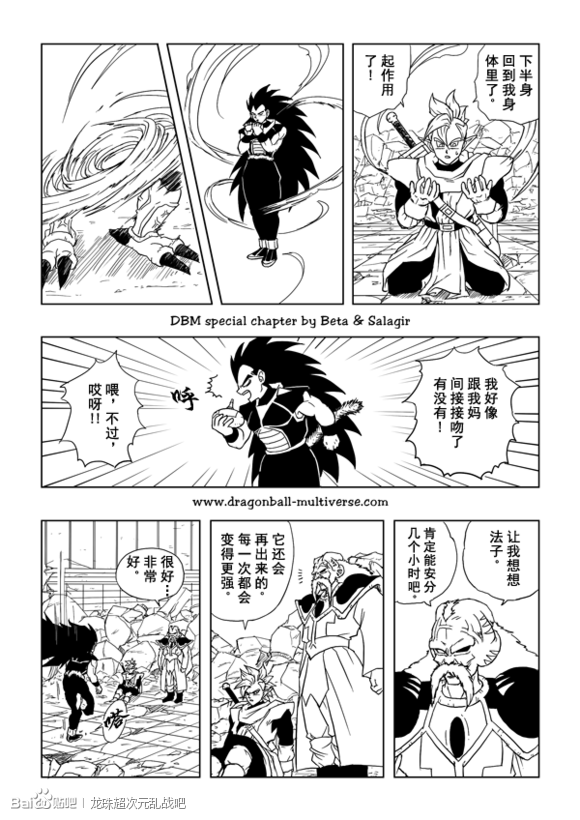 下半身
回到我身
体里了。
起作用
了！
DBM special chapter by Beta & Salagir
我好像
跟我妈
间接接吻了
有没有！
呼
喂，不过，
哎呀！！
www.dragonball-multiverse.com
让我想想
法子。
肯定能安分
几个小时吧。
它还会
再出来的。
每一次都会
变得更强。
很好…
非常
好。
嗒
Bai贴吧 | 龙珠超次元乱战吧